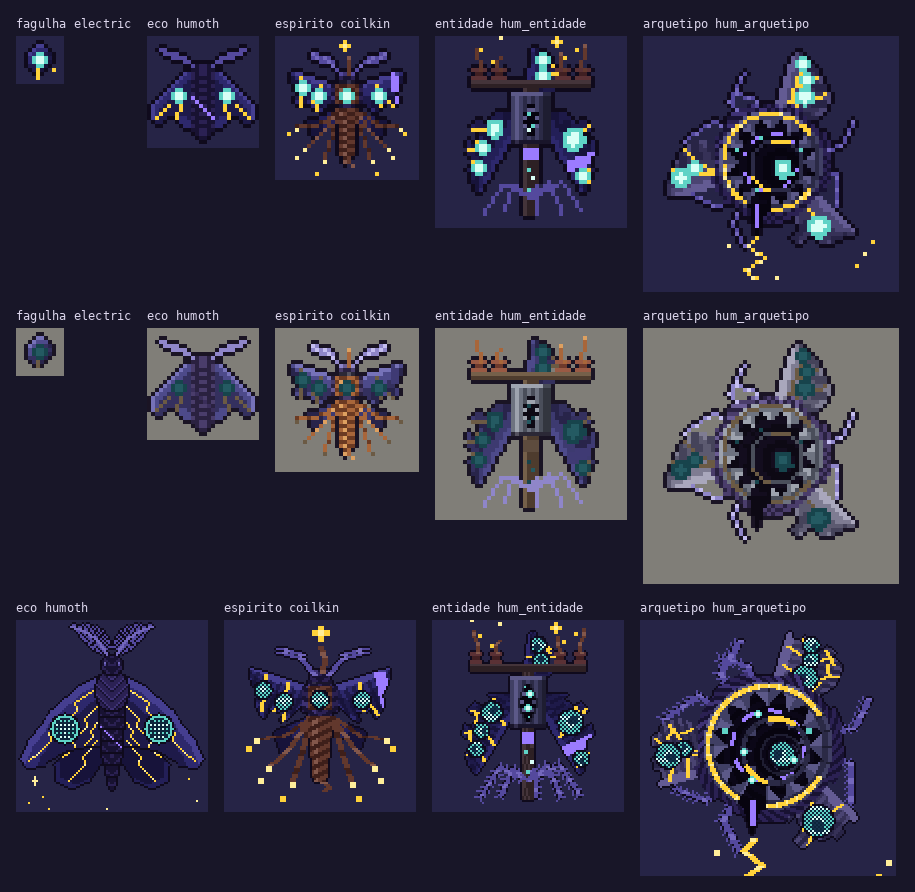 fagulha electric
eco humoth
espirito coilkin
entidade hum_entidade
arquetipo hum_arquetipo
fagulha electric
eco humoth
espirito coilkin
entidade hum_entidade
arquetipo hum_arquetipo
eco humoth
espirito coilkin
entidade hum_entidade
arquetipo hum_arquetipo